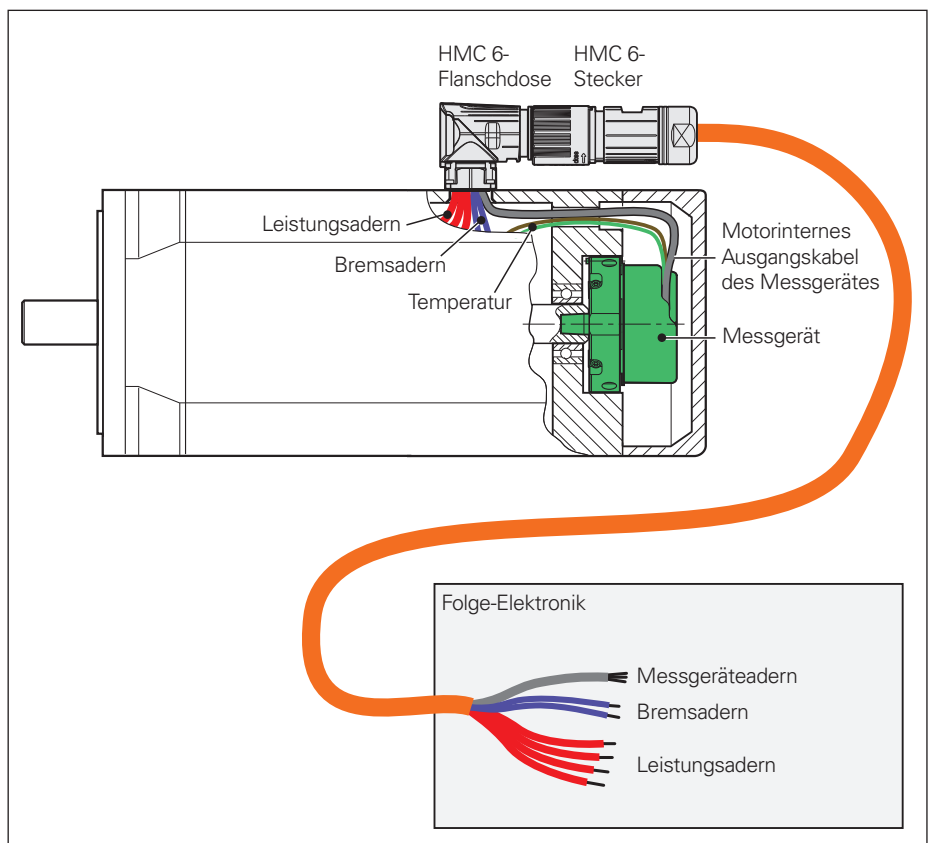 HMC 6-
Flanschdose
HMC 6-
Stecker
Leistungsadern
Bremsadern
Temperatur
Motorinternes
Ausgangskabel
des Messgerätes
Messgerät
Folge-Elektronik
Messgeräteadern
Bremsadern
Leistungsadern